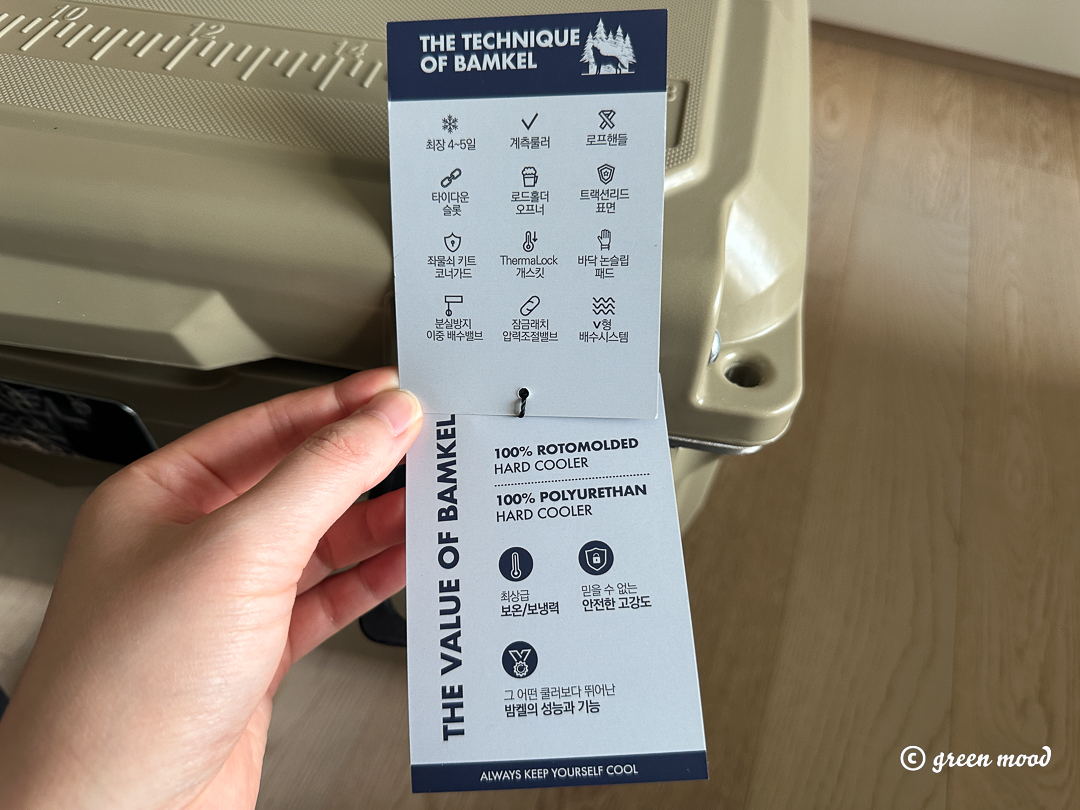 10 12 14
THE TECHNIQUE
OF BAMKEL
최장 4~5일
계측룰러
로프핸들
타이다운
슬롯
로드홀더
오프너
트랙션리드
표면
좌물쇠 키트
코너가드
ThermaLock
개스킷
바닥 논슬립
패드
분실방지
이중 배수밸브
잠금래치
압력조절밸브
V형
배수시스템
THE VALUE OF BAMKEL
100% ROTOMOLDED
HARD COOLER
100% POLYURETHAN
HARD COOLER
최상급
보온/보냉력
믿을 수 없는
안전한 고강도
그 어떤 쿨러보다 뛰어난
밤켈의 성능과 기능
ALWAYS KEEP YOURSELF COOL
© green mood